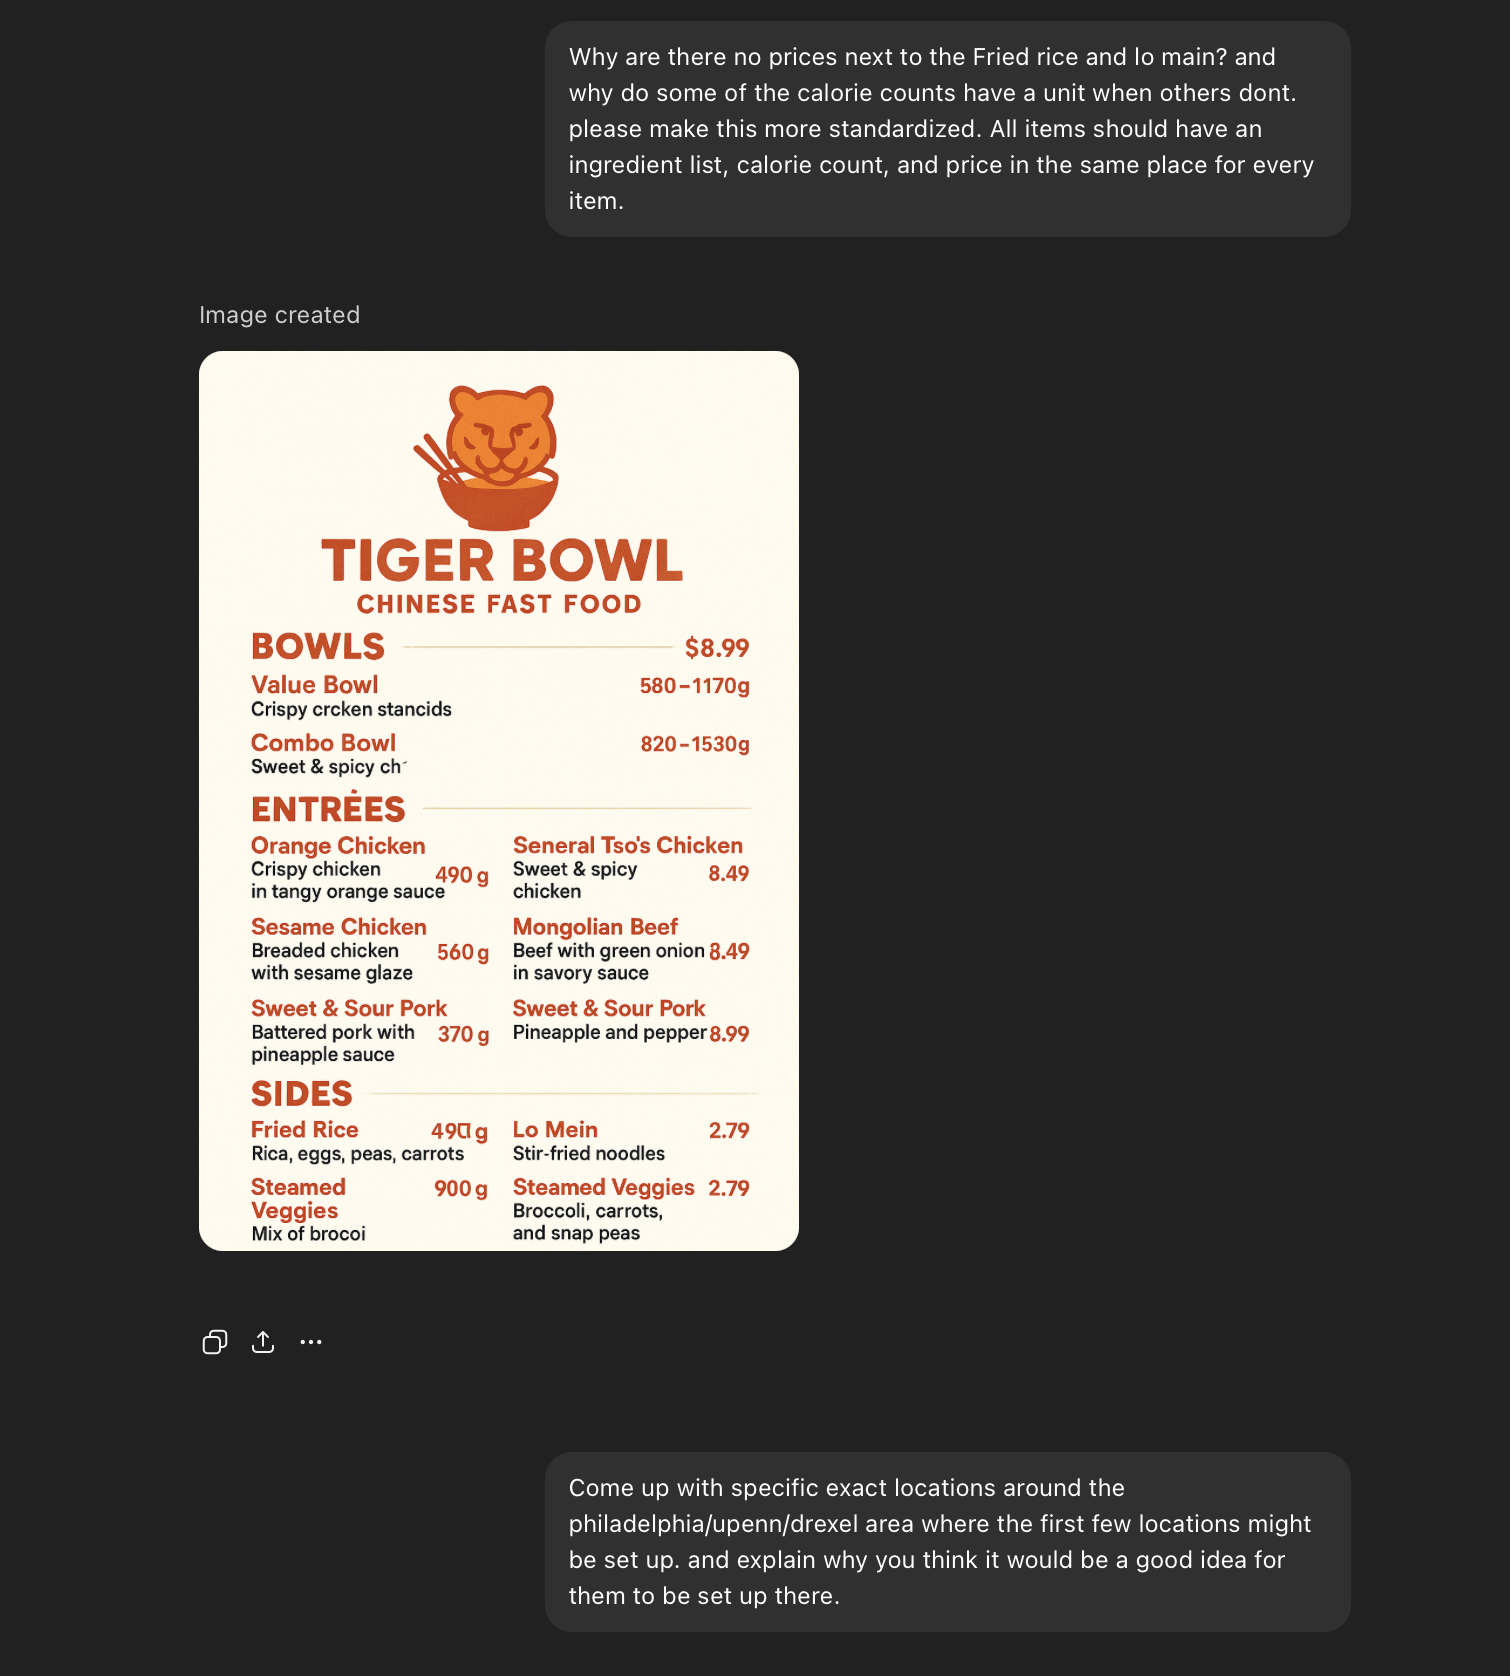 Why are there no prices next to the Fried rice and lo main? and
why do some of the calorie counts have a unit when others dont.
please make this more standardized. All items should have an
ingredient list, calorie count, and price in the same place for every
item.
Image created
TIGER BOWL
CHINESE FAST FOOD
BOWLS $8.99
Value Bowl 580–1170g
Crispy crcken stancids
Combo Bowl 820–1530g
Sweet & spicy ch
ENTRÉES
Orange Chicken
Crispy chicken 490 g
in tangy orange sauce
Seneral Tso's Chicken
Sweet & spicy 8.49
chicken
Sesame Chicken
Breaded chicken 560 g
with sesame glaze
Mongolian Beef
Beef with green onion 8.49
in savory sauce
Sweet & Sour Pork
Battered pork with 370 g
pineapple sauce
Sweet & Sour Pork
Pineapple and pepper 8.99
SIDES
Fried Rice
Rica, eggs, peas, carrots
Lo Mein 2.79
Stir-fried noodles
Steamed 900 g
Veggies
Mix of brocoi
Steamed Veggies 2.79
Broccoli, carrots,
and snap peas
Come up with specific exact locations around the
philadelphia/upenn/drexel area where the first few locations might
be set up. and explain why you think it would be a good idea for
them to be set up there.